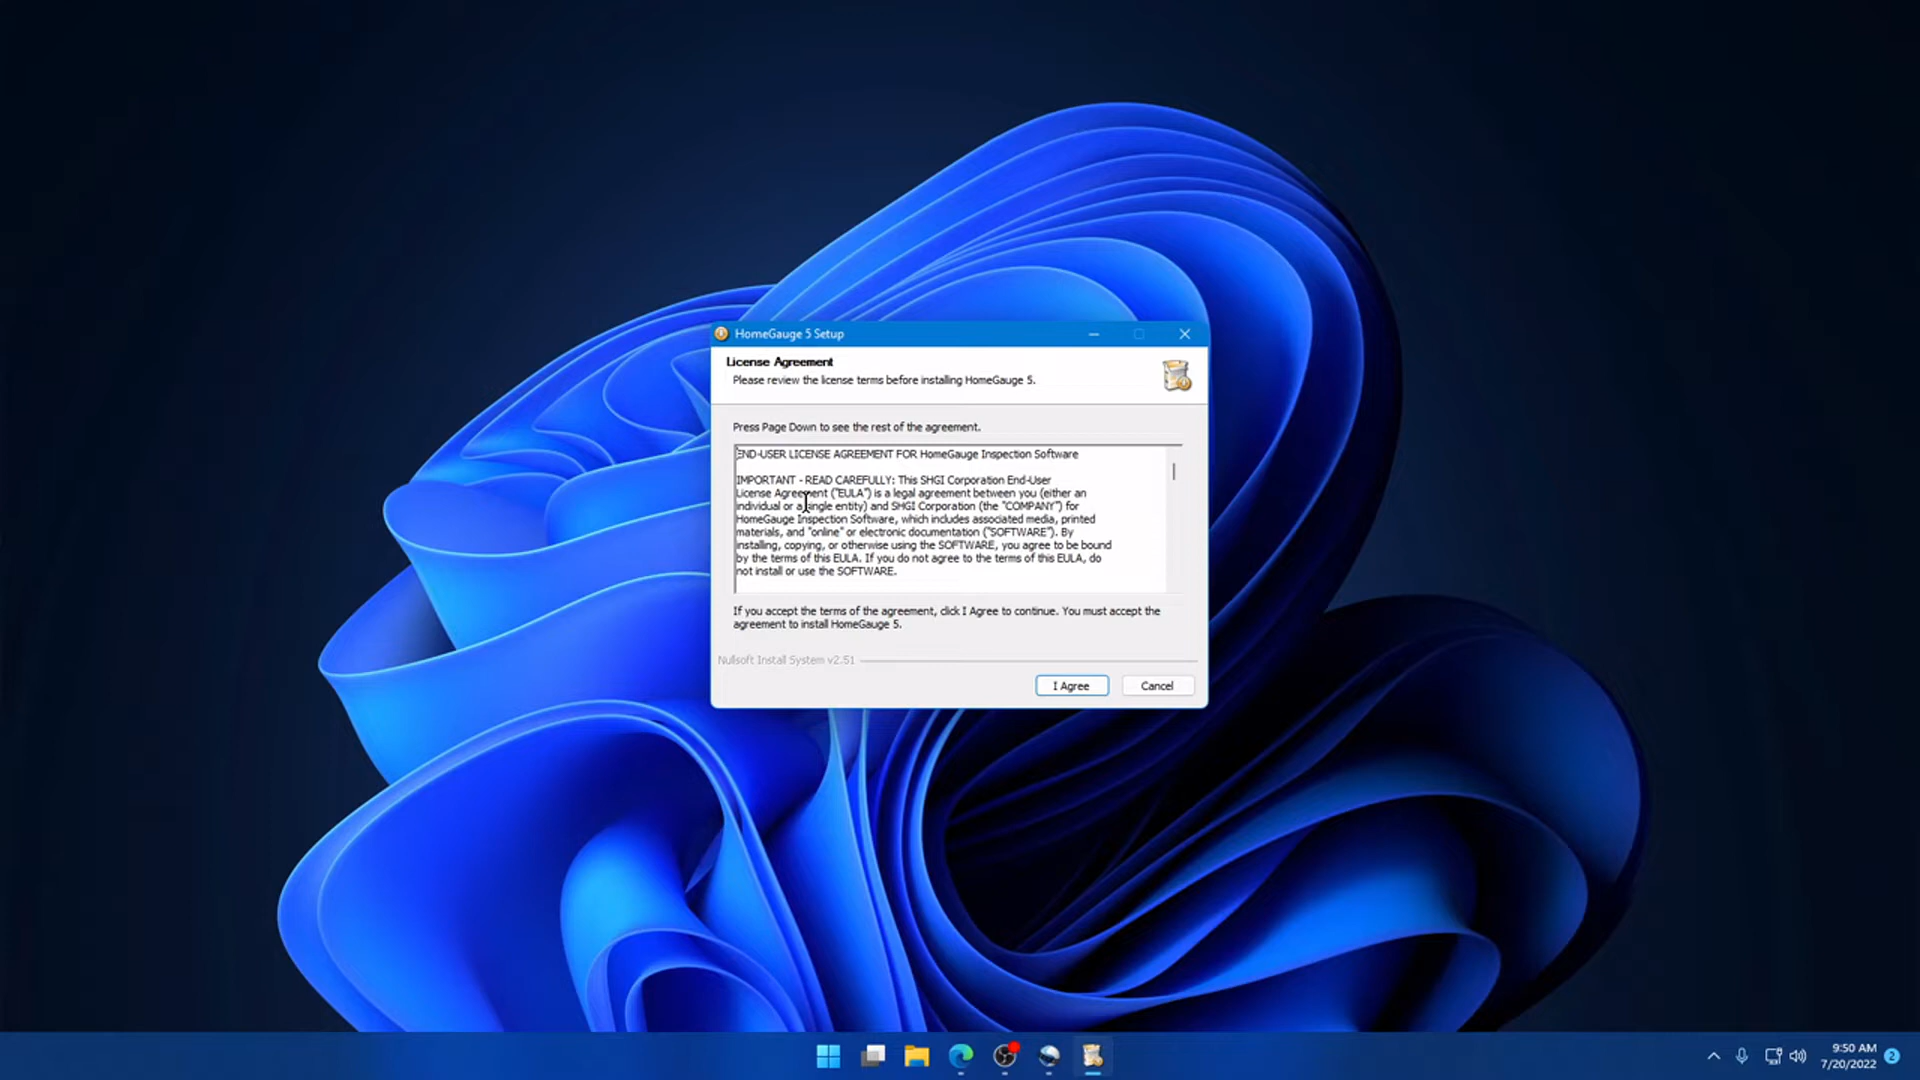 HomeGauge 5 Setup
License Agreement
Please review the license terms before installing HomeGauge 5.
Press Page Down to see the rest of the agreement.
END-USER LICENSE AGREEMENT FOR HomeGauge Inspection Software
IMPORTANT - READ CAREFULLY: This SHGI Corporation End-User
License Agreement ("EULA") is a legal agreement between you (either an
individual or a single entity) and SHGI Corporation (the "COMPANY") for
HomeGauge Inspection Software, which includes associated media, printed
materials, and "online" or electronic documentation ("SOFTWARE"). By
installing, copying, or otherwise using the SOFTWARE, you agree to be bound
by the terms of this EULA. If you do not agree to the terms of this EULA, do
not install or use the SOFTWARE.
If you accept the terms of the agreement, click I Agree to continue. You must accept the
agreement to install HomeGauge 5.
Nullsoft Install System v2.51
I Agree
Cancel
9:50 AM
7/20/2022
2